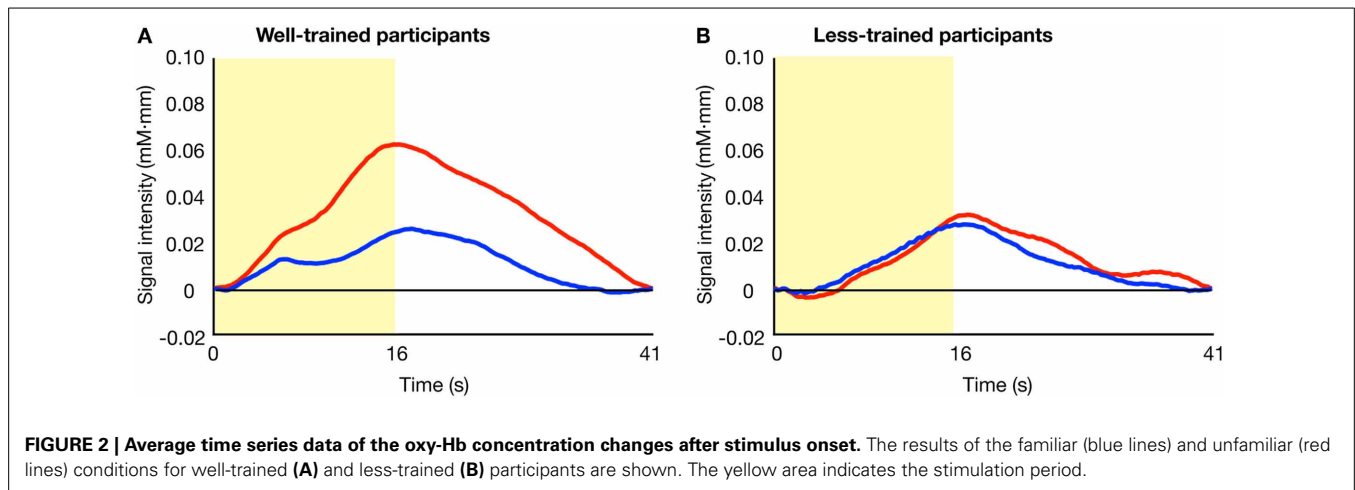 A Well-trained participants
0.10
0.08
0.06
0.04
0.02
0
-0.02
Signal intensity (mM·mm)
0 16 41
Time (s)
B Less-trained participants
0.10
0.08
0.06
0.04
0.02
0
-0.02
Signal intensity (mM·mm)
0 16 41
Time (s)
FIGURE 2 | Average time series data of the oxy-Hb concentration changes after stimulus onset. The results of the familiar (blue lines) and unfamiliar (red
lines) conditions for well-trained (A) and less-trained (B) participants are shown. The yellow area indicates the stimulation period.